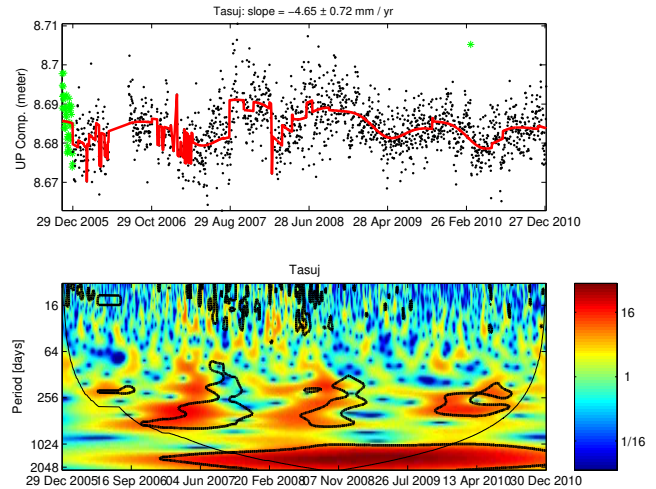 Tasuj: slope = −4.65 ± 0.72 mm / yr
8.71
8.7
8.69
8.68
8.67
UP Comp. (meter)
29 Dec 2005 29 Oct 2006 29 Aug 2007 28 Jun 2008 28 Apr 2009 26 Feb 2010 27 Dec 2010
Tasuj
16
64
256
1024
2048
Period [days]
29 Dec 2005 16 Sep 2006 04 Jun 2007 20 Feb 2008 07 Nov 2008 26 Jul 2009 13 Apr 2010 30 Dec 2010
16
4
1
1/16